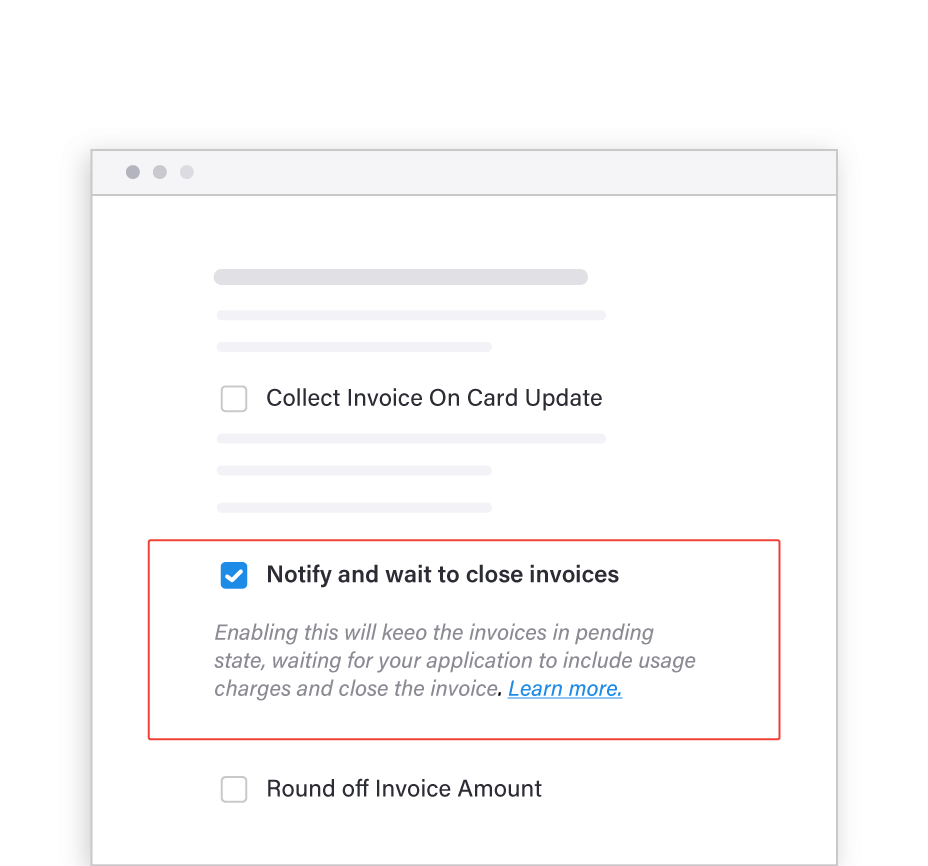 Collect Invoice On Card Update
Notify and wait to close invoices
Enabling this will keeo the invoices in pending
state, waiting for your application to include usage
charges and close the invoice. Learn more.
Round off Invoice Amount